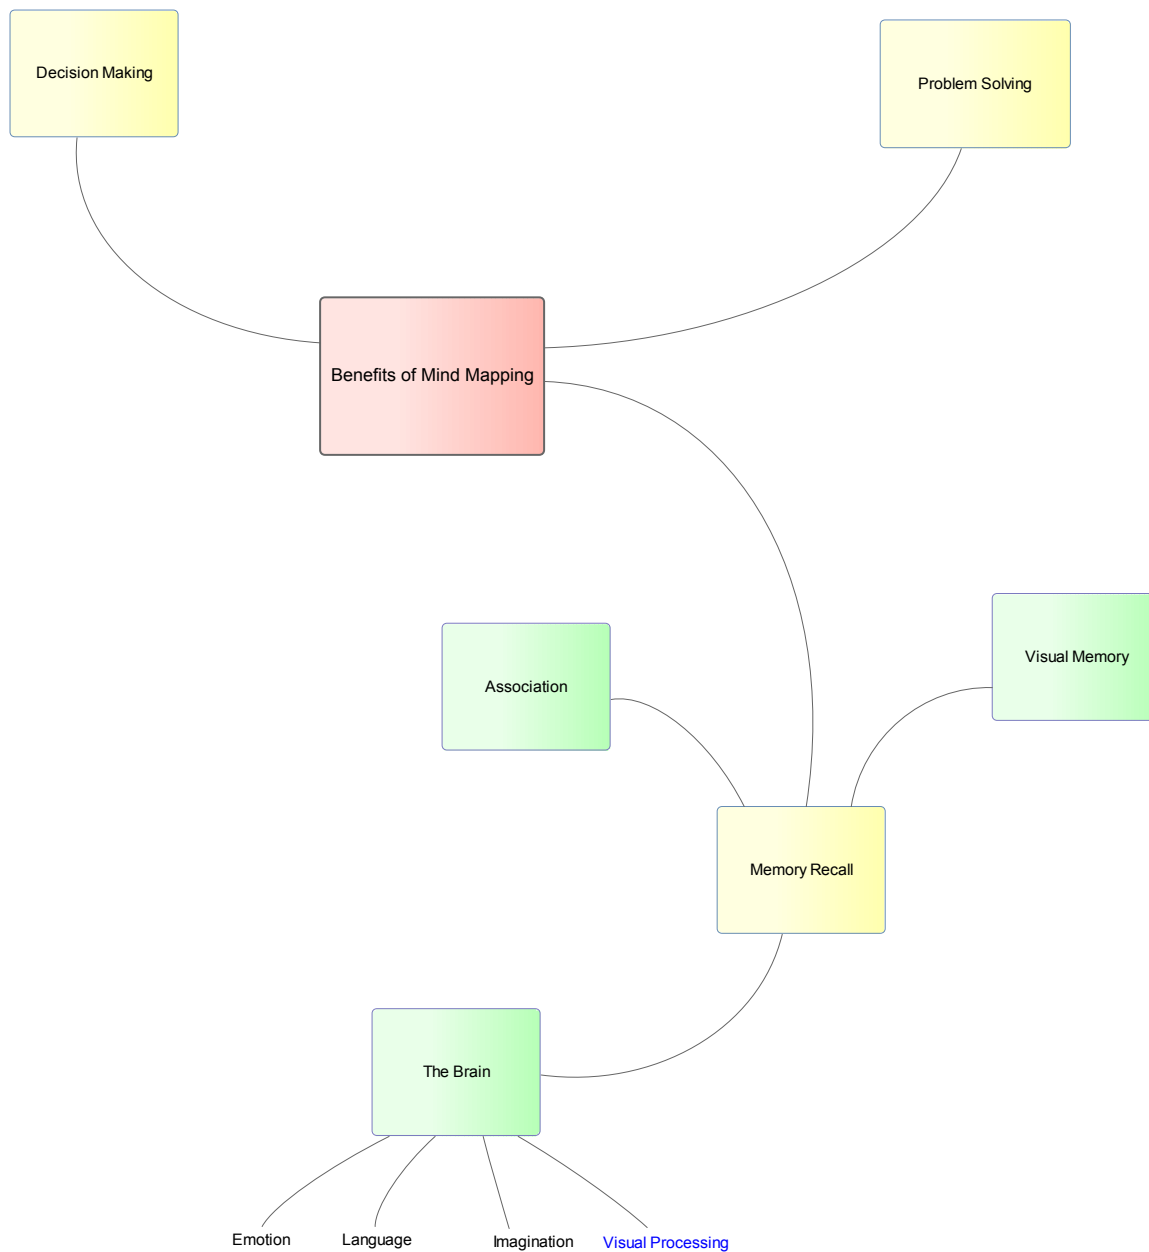 Decision Making
Problem Solving
Benefits of Mind Mapping
Association
Visual Memory
Memory Recall
The Brain
Emotion
Language
Imagination
Visual Processing